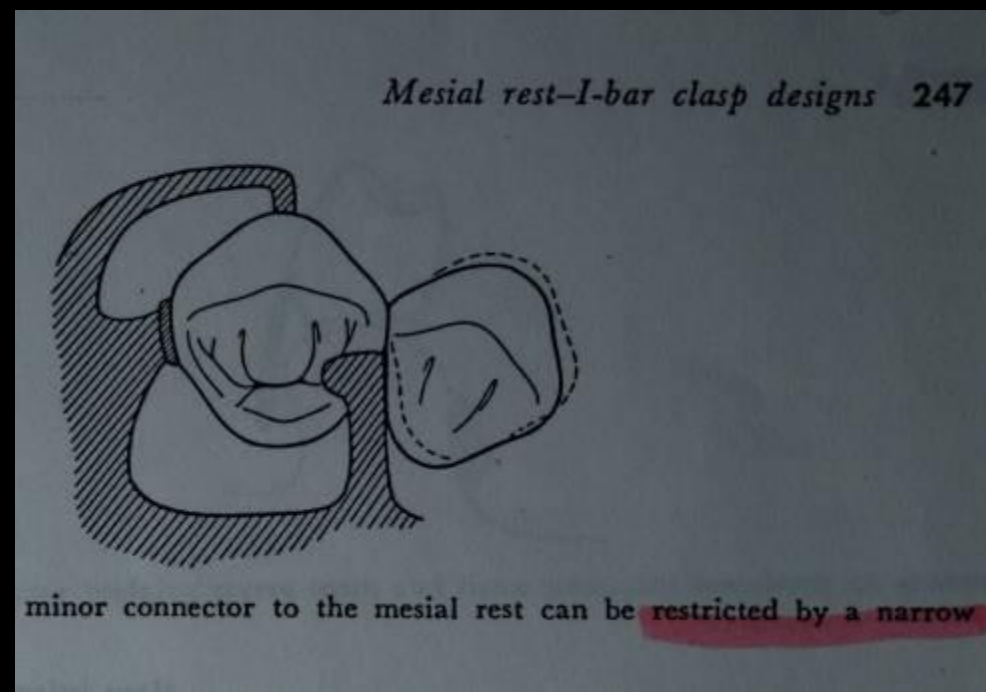 Mesial rest–I-bar clasp designs 247
minor connector to the mesial rest can be restricted by a narrow